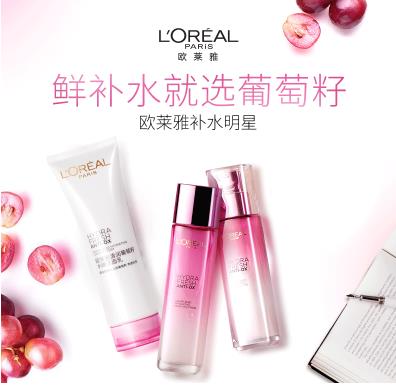 L'ORÉAL
PARIS
欧莱雅
鲜补水就选葡萄籽
欧莱雅补水明星
L'ORÉAL
PARIS
HYDRA
FRESH
ANTI-OX
L'ORÉAL
HYDRA
FRESH
ANTI-OX
L'ORÉAL
HYDRA
FRESH
ANTI-OX